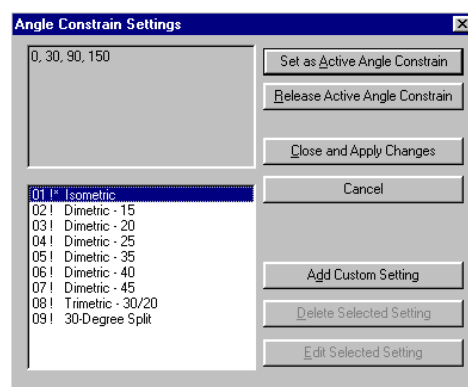 Angle Constrain Settings
0, 30, 90, 150
Set as Active Angle Constrain
Release Active Angle Constrain
Close and Apply Changes
Cancel
01 !* Isometric
02 ! Dimetric - 15
03 ! Dimetric - 20
04 ! Dimetric - 25
05 ! Dimetric - 35
06 ! Dimetric - 40
07 ! Dimetric - 45
08 ! Trimetric - 30/20
09 ! 30-Degree Split
Add Custom Setting
Delete Selected Setting
Edit Selected Setting